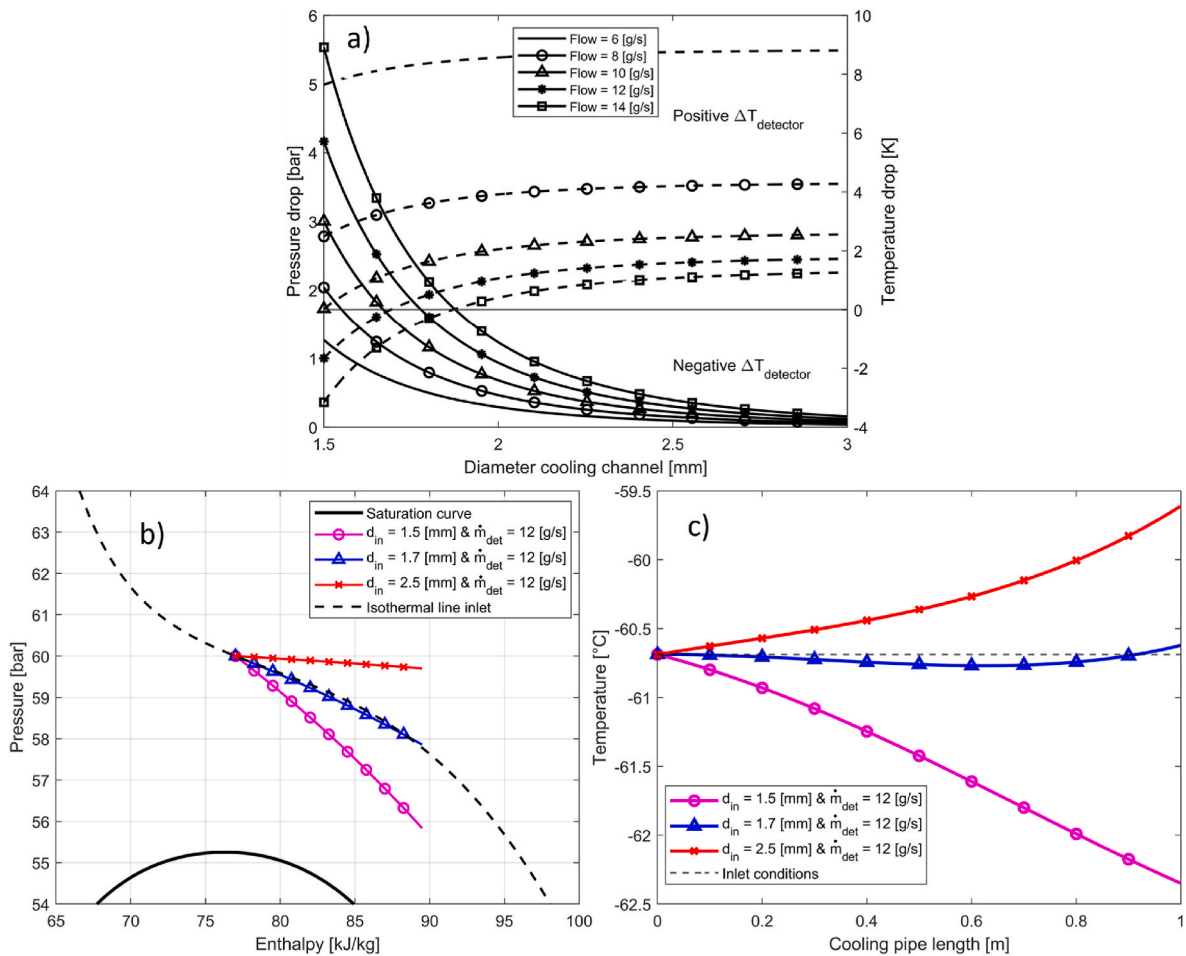 a)
Flow = 6 [g/s]
Flow = 8 [g/s]
Flow = 10 [g/s]
Flow = 12 [g/s]
Flow = 14 [g/s]
Positive ΔT_detector
Negative ΔT_detector
6
5
4
3
2
1
0
Pressure drop [bar]
10
8
6
4
2
0
-2
-4
Temperature drop [K]
1.5
2
2.5
3
Diameter cooling channel [mm]
b)
Saturation curve
d_in = 1.5 [mm] & ṁ_det = 12 [g/s]
d_in = 1.7 [mm] & ṁ_det = 12 [g/s]
d_in = 2.5 [mm] & ṁ_det = 12 [g/s]
Isothermal line inlet
64
63
62
61
60
59
58
57
56
55
54
Pressure [bar]
65
70
75
80
85
90
95
100
Enthalpy [kJ/kg]
c)
-59.5
-60
-60.5
-61
-61.5
-62
-62.5
Temperature [°C]
d_in = 1.5 [mm] & ṁ_det = 12 [g/s]
d_in = 1.7 [mm] & ṁ_det = 12 [g/s]
d_in = 2.5 [mm] & ṁ_det = 12 [g/s]
Inlet conditions
0
0.2
0.4
0.6
0.8
1
Cooling pipe length [m]